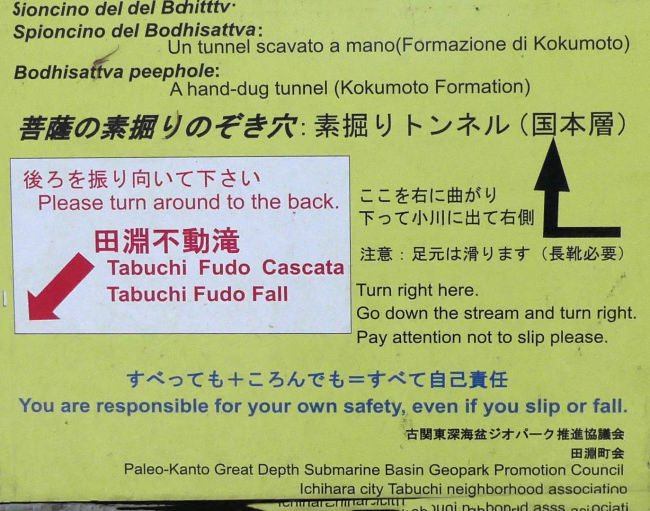 Sioncino del del
Spioncino del Bodhisattva:
Un tunnel scavato a mano(Formazione di Kokumoto)
Bodhisattva peephole:
A hand-dug tunnel (Kokumoto Formation)
菩薩の素掘りのぞき穴:素掘りトンネル(国本層)
後ろを振り向いて下さい
Please turn around to the back.
田淵不動滝
Tabuchi Fudo Cascata
Tabuchi Fudo Fall
ここを右に曲がり
下って小川に出て右側
注意:足元は滑ります(長靴必要)
Turn right here.
Go down the stream and turn right.
Pay attention not to slip please.
すべっても+ころんでも=すべて自己責任
You are responsible for your own safety, even if you slip or fall.
古関東深海盆ジオパーク推進協議会
田淵町会
Paleo-Kanto Great Depth Submarine Basin Geopark Promotion Council
Ichihara city Tabuchi neighborhood association